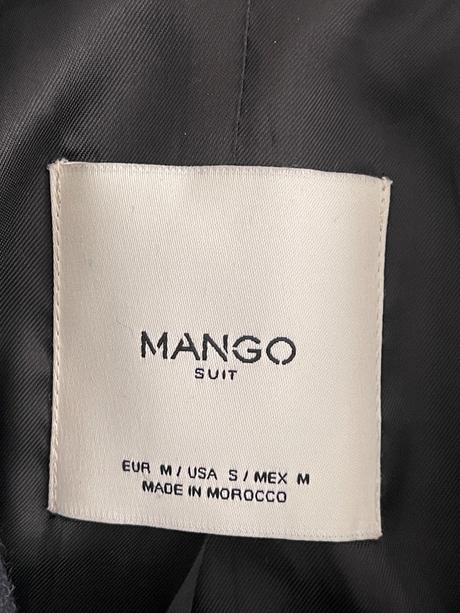 MANGO
SUIT
EUR M / USA S / MEX M
MADE IN MOROCCO